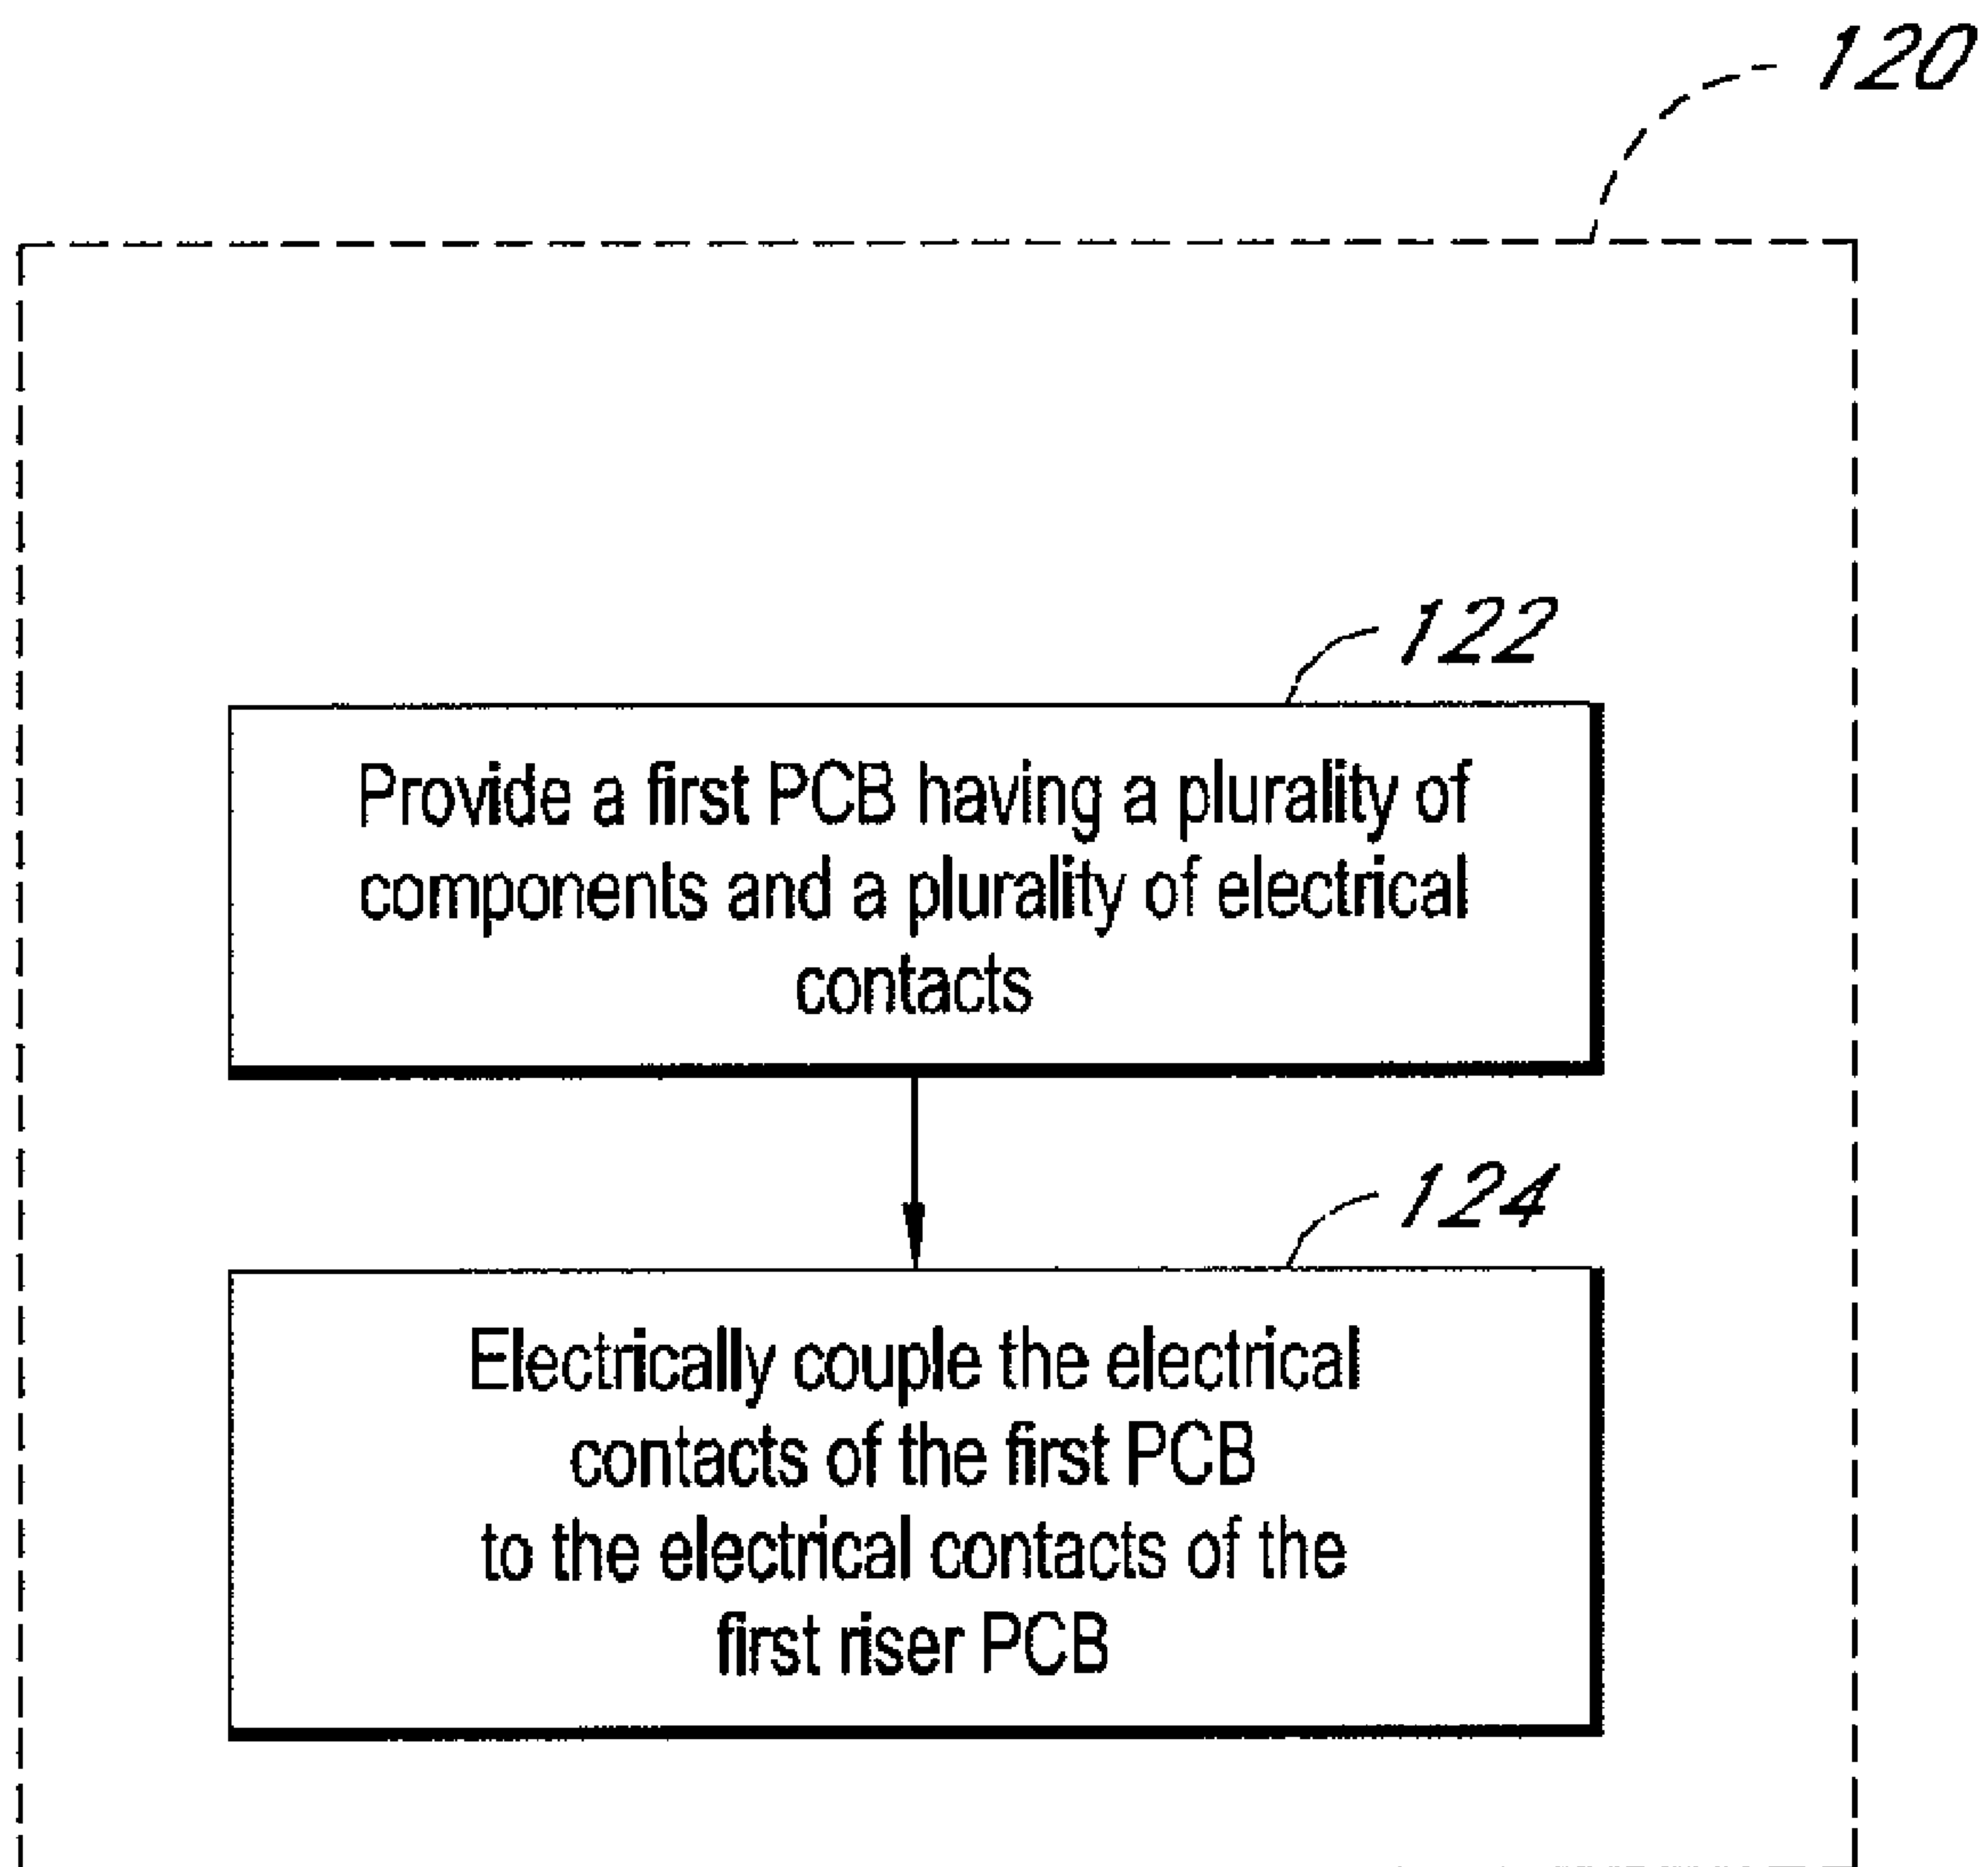 120
122
Provide a first PCB having a plurality of
components and a plurality of electrical
contacts
124
Electrically couple the electrical
contacts of the first PCB
to the electrical contacts of the
first riser PCB